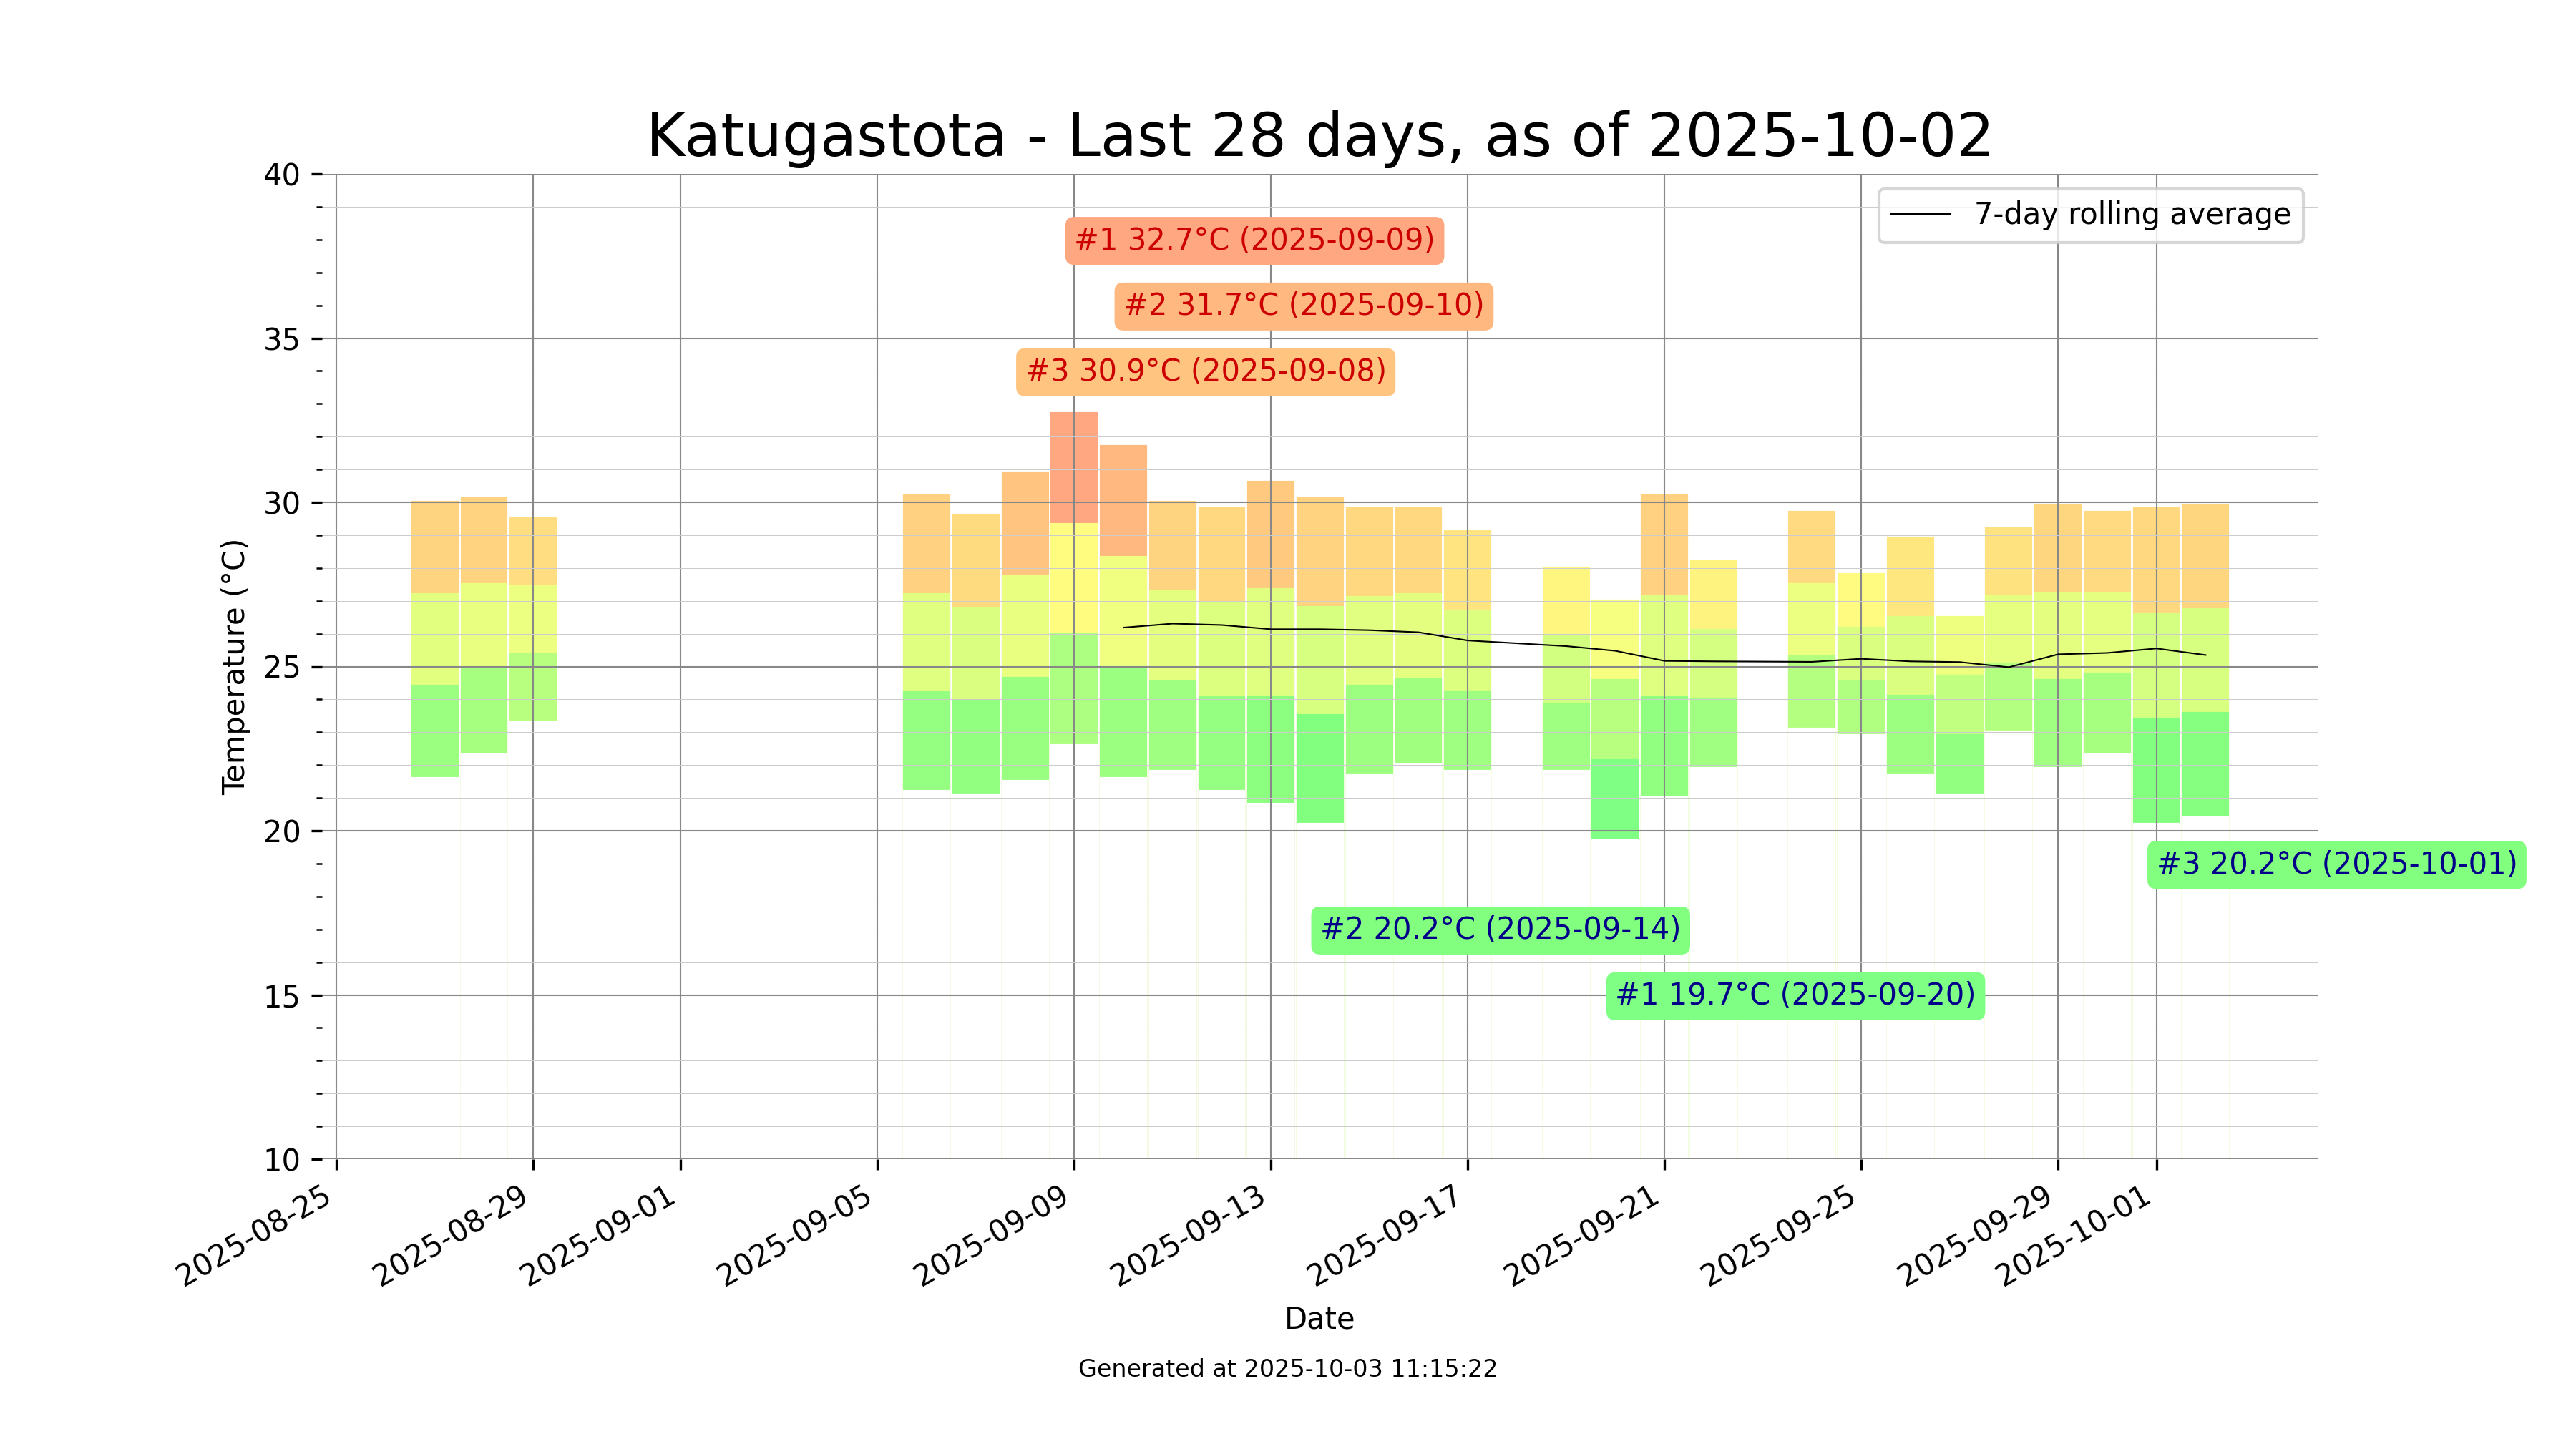 Katugastota - Last 28 days, as of 2025-10-02
7-day rolling average
#1 32.7°C (2025-09-09)
#2 31.7°C (2025-09-10)
#3 30.9°C (2025-09-08)
40
35
30
25
20
15
10
Temperature (°C)
#3 20.2°C (2025-10-01)
#2 20.2°C (2025-09-14)
#1 19.7°C (2025-09-20)
2025-08-25
2025-08-29
2025-09-01
2025-09-05
2025-09-09
2025-09-13
2025-09-17
2025-09-21
2025-09-25
2025-09-29
2025-10-01
Date
Generated at 2025-10-03 11:15:22